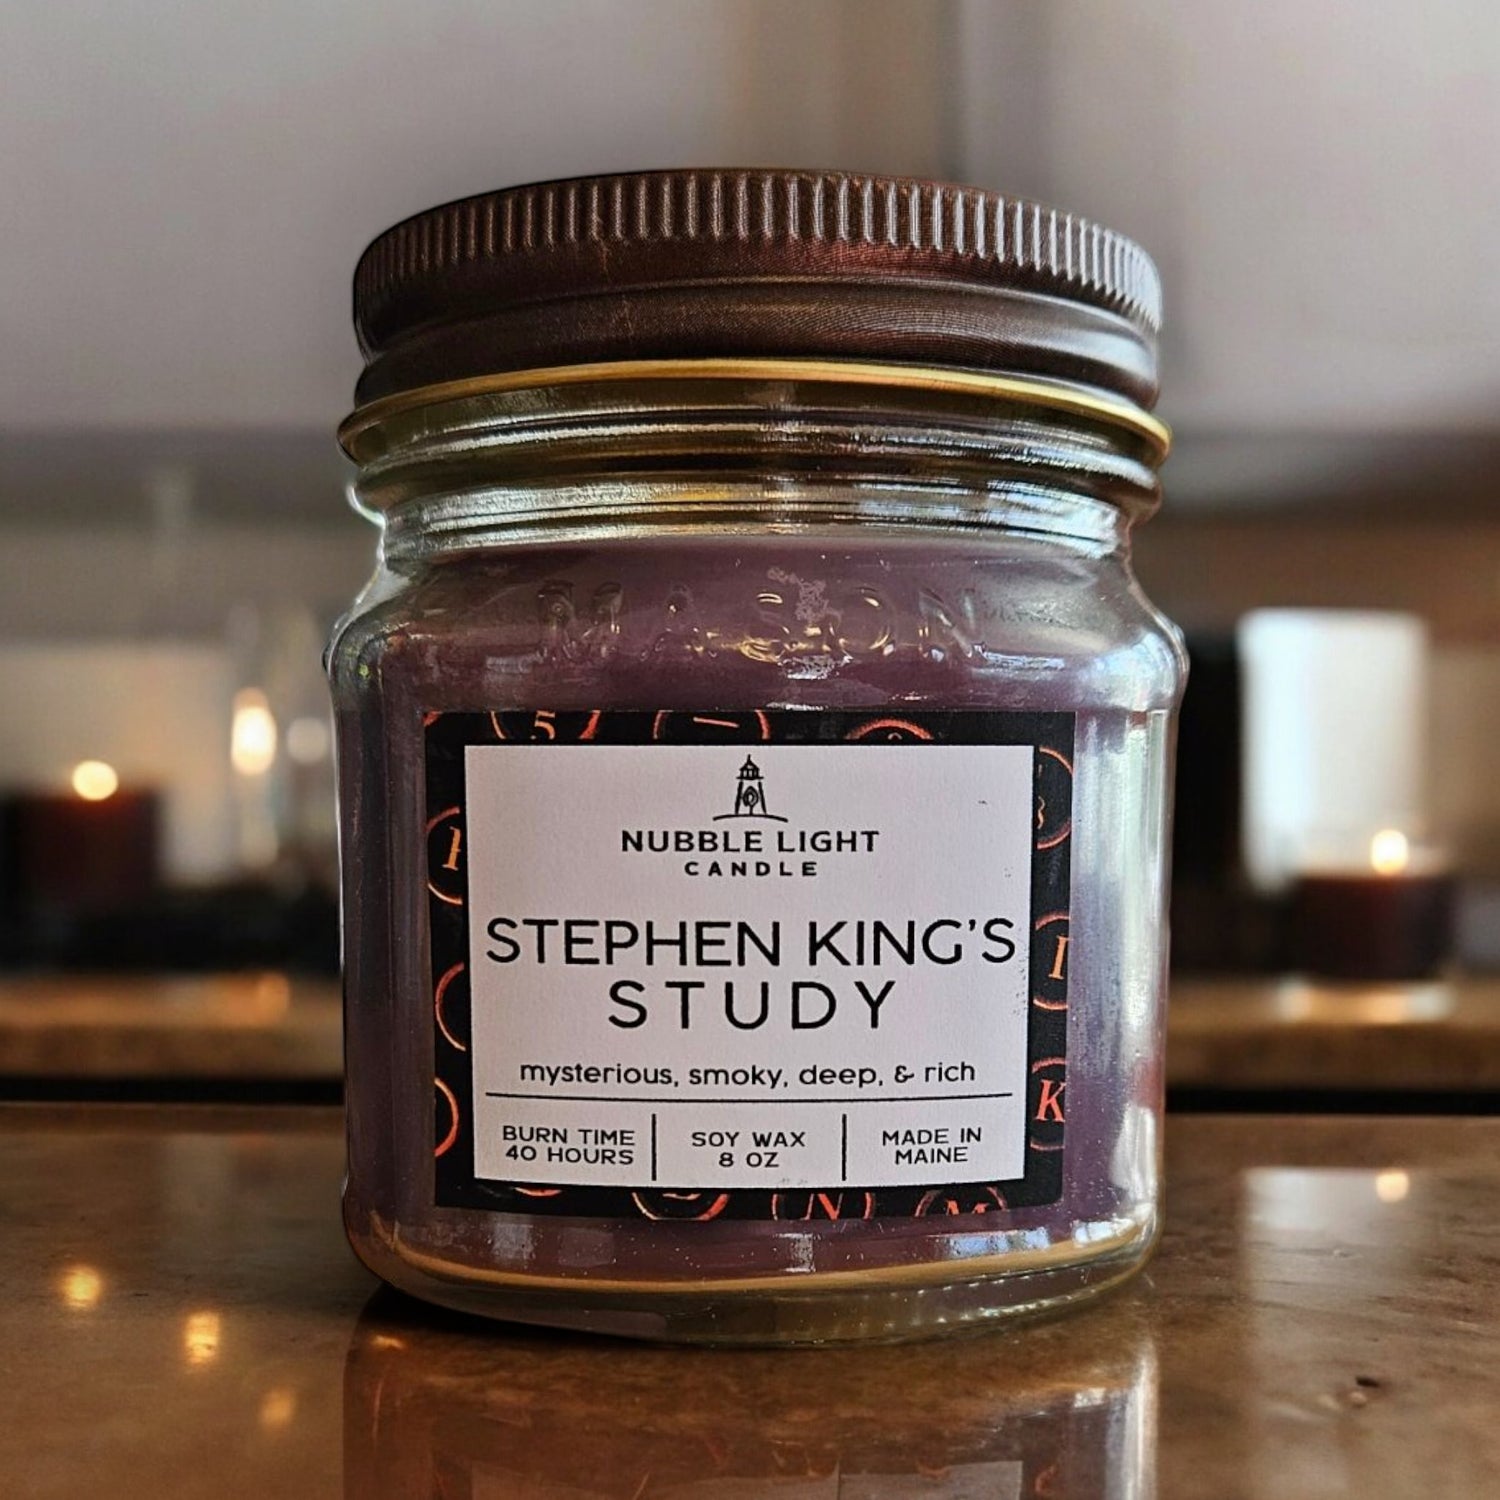 MASON
5
NUBBLE LIGHT
CANDLE
STEPHEN KING'S
STUDY
mysterious, smoky, deep, & rich
BURN TIME
40 HOURS
SOY WAX
8 OZ
MADE IN
MAINE
I
K
N
M